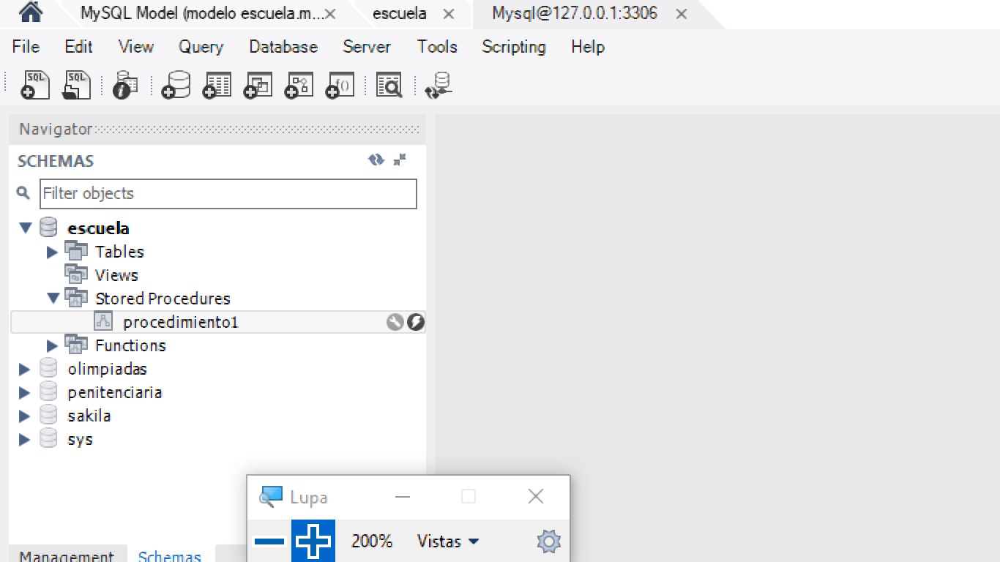 MySQL Model (modelo escuela.m...
escuela
Mysql@127.0.0.1:3306
File Edit View Query Database Server Tools Scripting Help
SQL SQL f()
Navigator
SCHEMAS
Filter objects
escuela
Tables
Views
Stored Procedures
procedimiento1
Functions
olimpiadas
penitenciaria
sakila
sys
Lupa
200% Vistas
Management Schemas